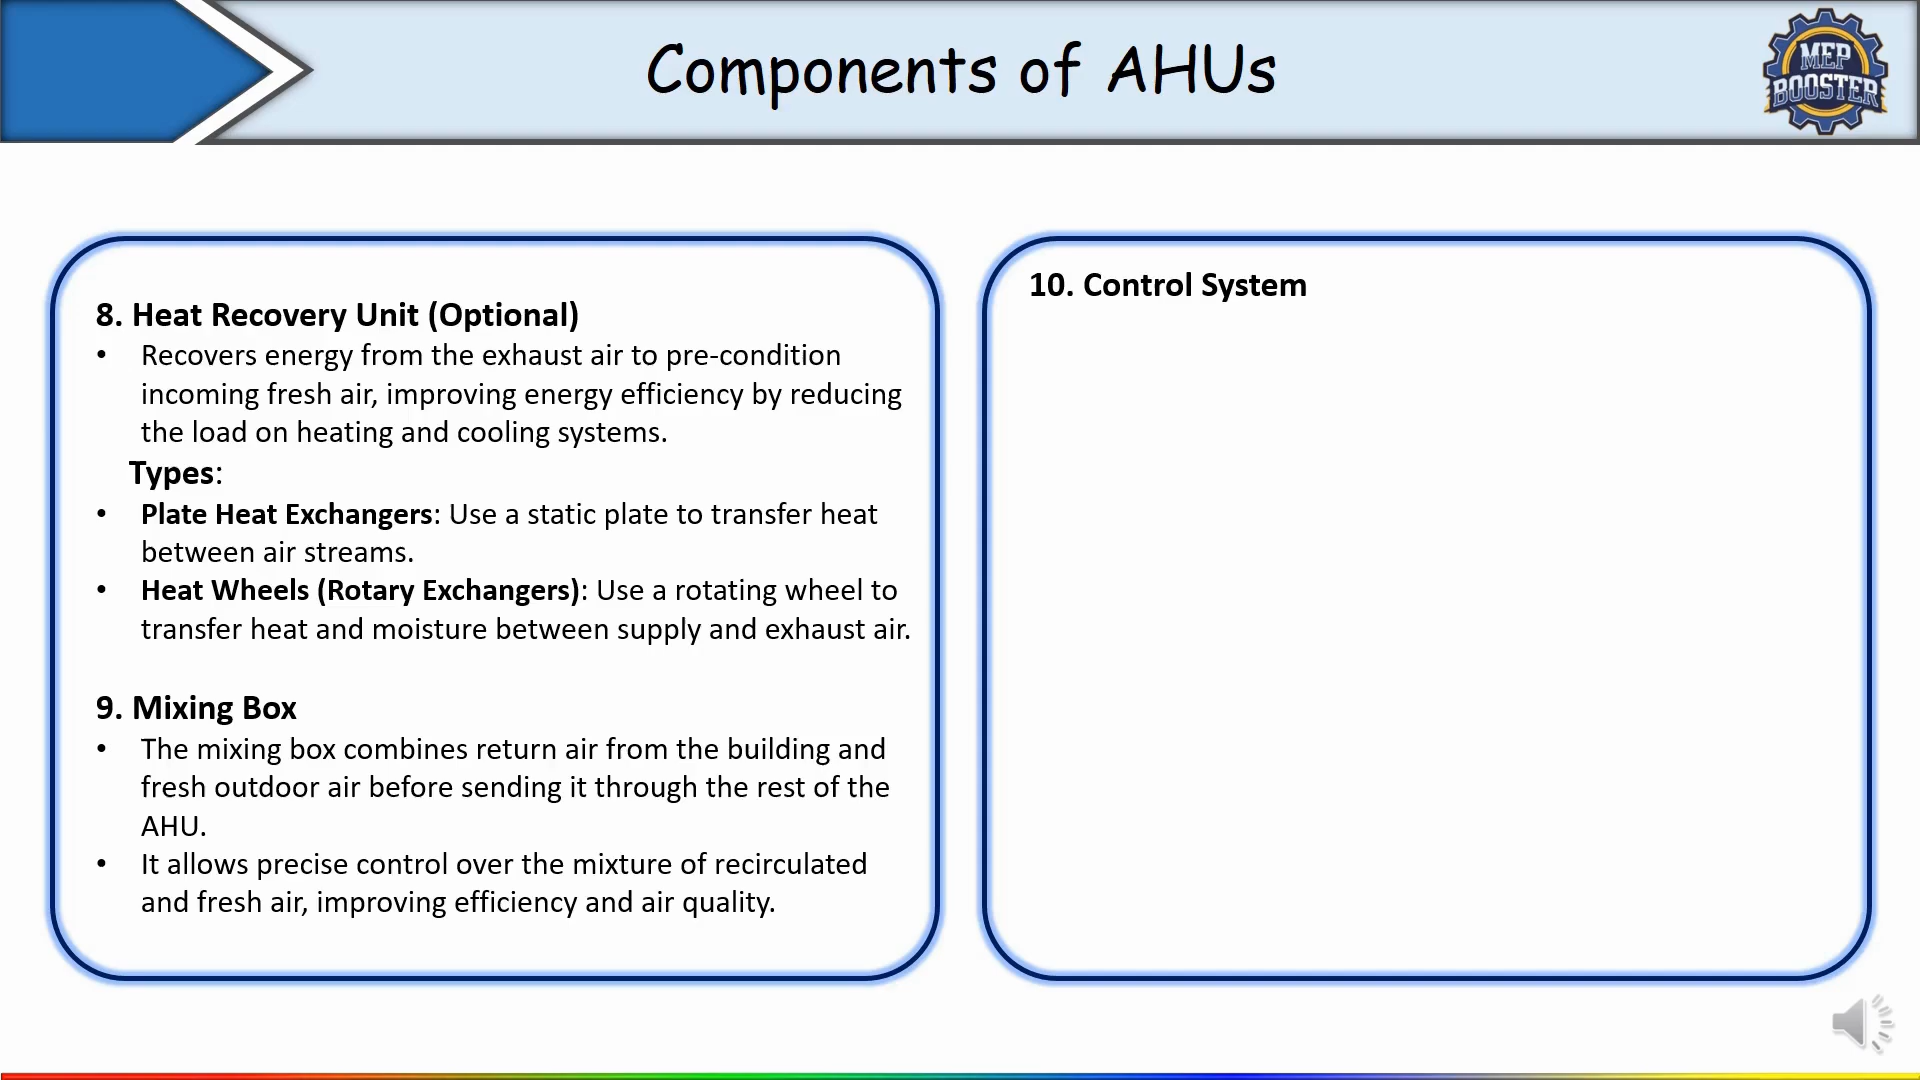 Components of AHUs
MEP
BOOSTER
8. Heat Recovery Unit (Optional)
• Recovers energy from the exhaust air to pre-condition
incoming fresh air, improving energy efficiency by reducing
the load on heating and cooling systems.
Types:
• Plate Heat Exchangers: Use a static plate to transfer heat
between air streams.
• Heat Wheels (Rotary Exchangers): Use a rotating wheel to
transfer heat and moisture between supply and exhaust air.
9. Mixing Box
• The mixing box combines return air from the building and
fresh outdoor air before sending it through the rest of the
AHU.
• It allows precise control over the mixture of recirculated
and fresh air, improving efficiency and air quality.
10. Control System